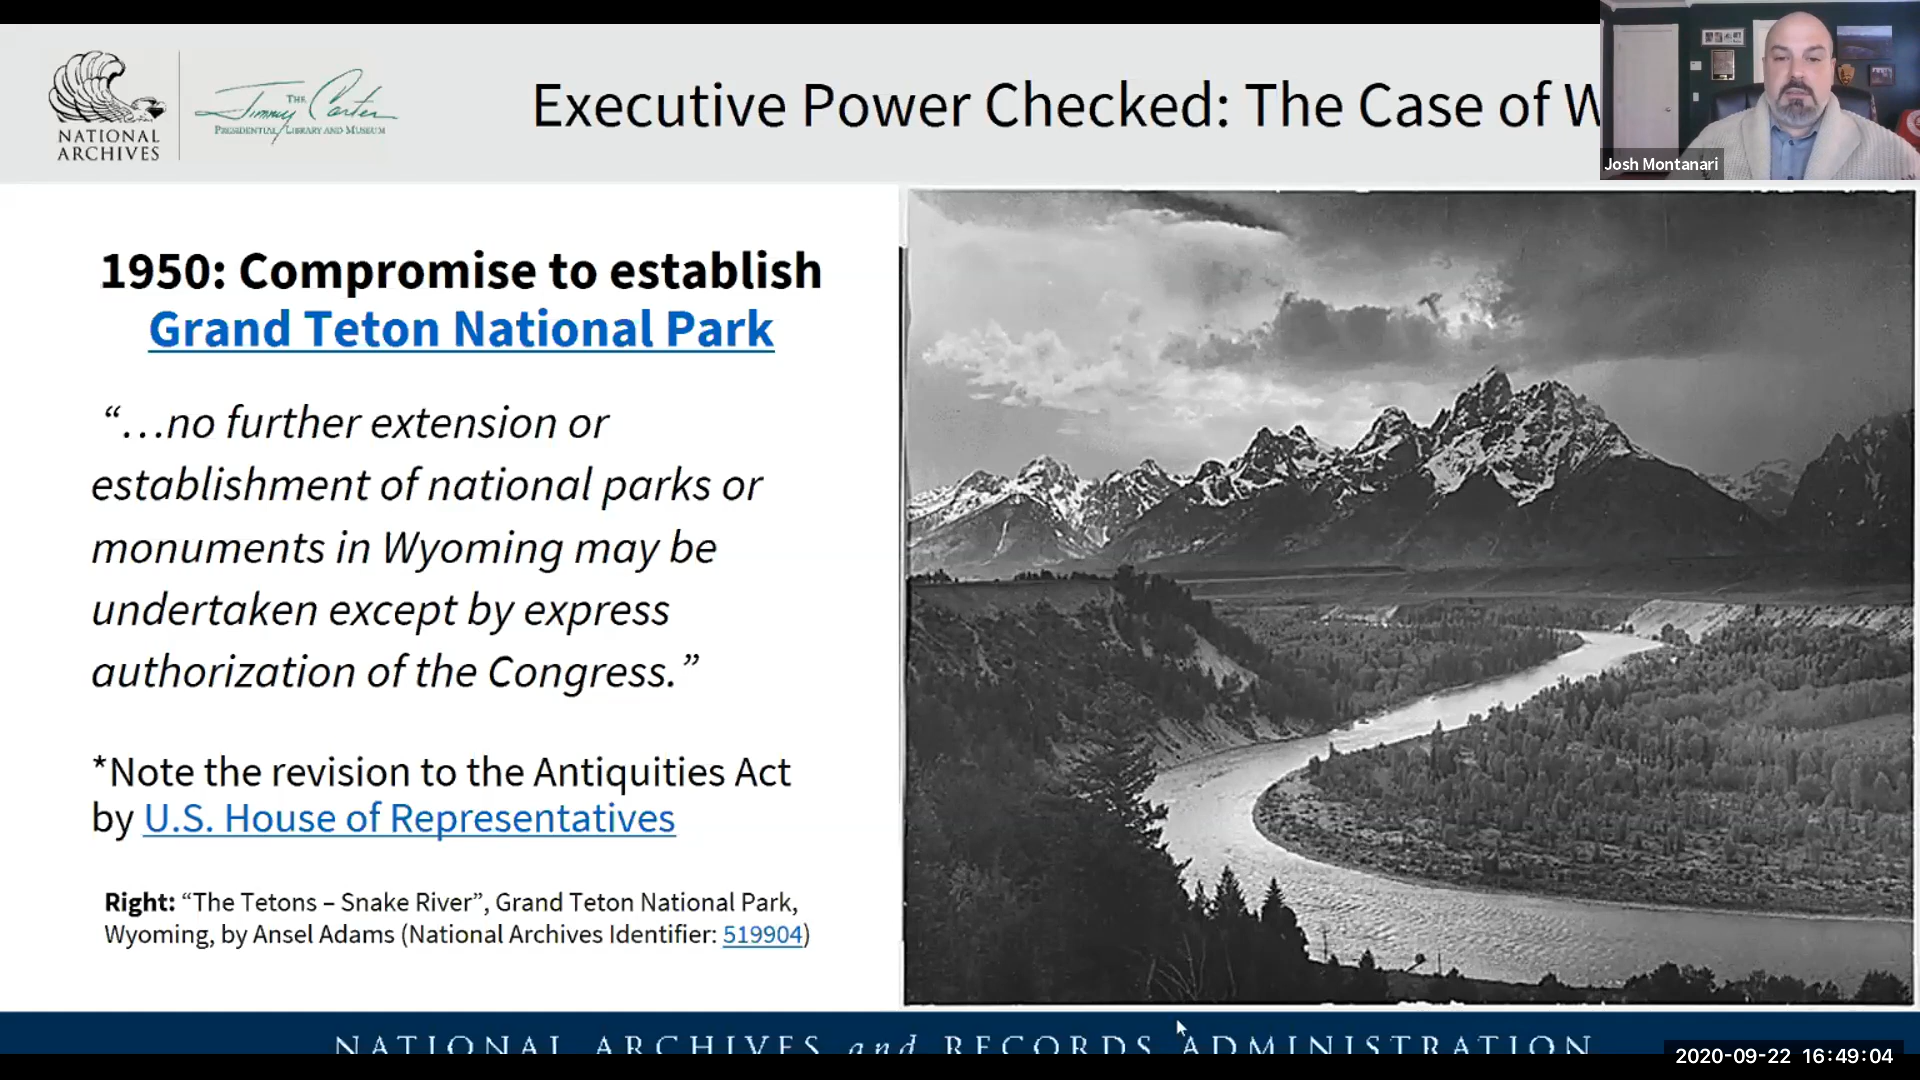 NATIONAL
ARCHIVES
THE
Jimmy Carter
PRESIDENTIAL LIBRARY AND MUSEUM
Executive Power Checked: The Case of W
Josh Montanari
1950: Compromise to establish
Grand Teton National Park
“…no further extension or
establishment of national parks or
monuments in Wyoming may be
undertaken except by express
authorization of the Congress.”
*Note the revision to the Antiquities Act
by U.S. House of Representatives
Right: “The Tetons – Snake River”, Grand Teton National Park,
Wyoming, by Ansel Adams (National Archives Identifier: 519904)
NATIONAL ARCHIVES and RECORDS ADMINISTRATION
2020-09-22 16:49:04